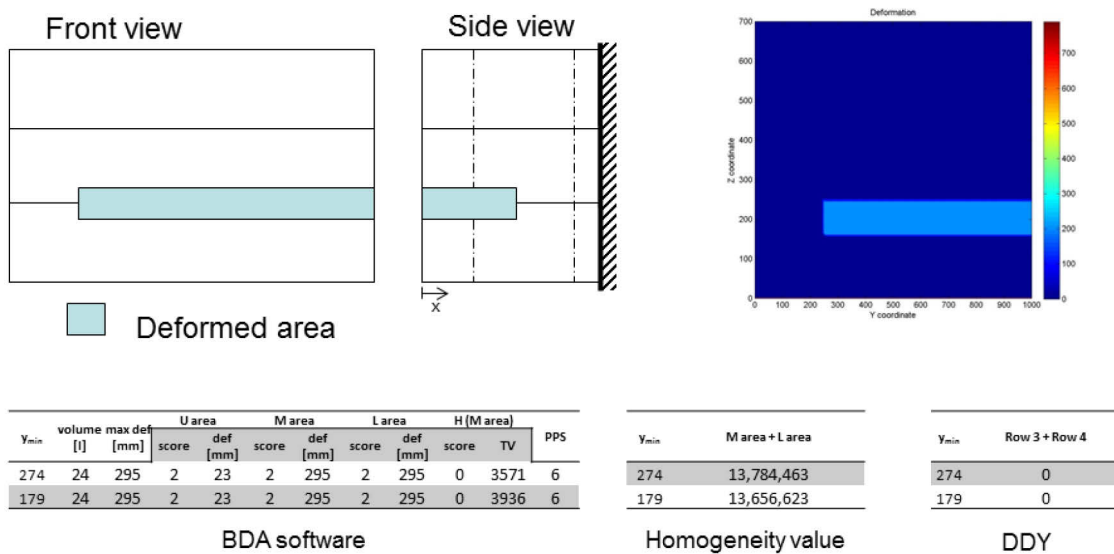 Front view
Side view
x
Deformed area
Deformation
700
600
500
400
300
200
100
0
Z coordinate
0 100 200 300 400 500 600 700 800 900 1000
Y coordinate
700
600
500
400
300
200
100
0
U area M area L area H (M area)
y_min volume [l] max def [mm] score def [mm] score def [mm] score def [mm] score TV PPS
274 24 295 2 23 2 295 2 295 0 3571 6
179 24 295 2 23 2 295 2 295 0 3936 6
BDA software
y_min M area + L area
274 13,784,463
179 13,656,623
Homogeneity value
y_min Row 3 + Row 4
274 0
179 0
DDY